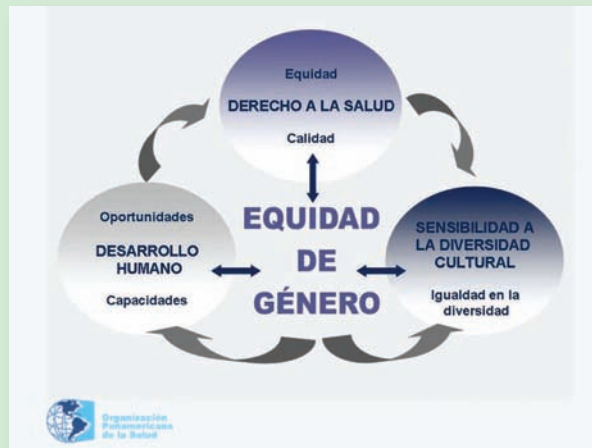 Equidad
DERECHO A LA SALUD
Calidad
Oportunidades
DESARROLLO
HUMANO
Capacidades
EQUIDAD
DE
GÉNERO
SENSIBILIDAD A
LA DIVERSIDAD
CULTURAL
Igualdad en la
diversidad
Organización
Panamericana
de la Salud